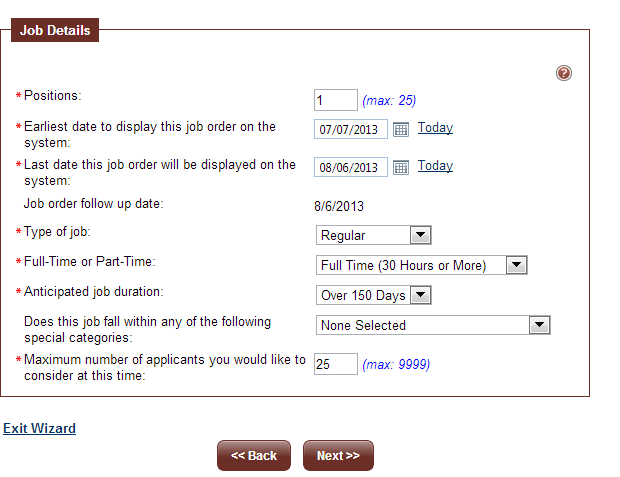 Job Details
?
* Positions: 1 (max: 25)
* Earliest date to display this job order on the 07/07/2013 Today
system:
* Last date this job order will be displayed on the 08/06/2013 Today
system:
Job order follow up date: 8/6/2013
* Type of job: Regular
* Full-Time or Part-Time: Full Time (30 Hours or More)
* Anticipated job duration: Over 150 Days
Does this job fall within any of the following None Selected
special categories:
* Maximum number of applicants you would like to 25 (max: 9999)
consider at this time:
Exit Wizard
<< Back Next >>